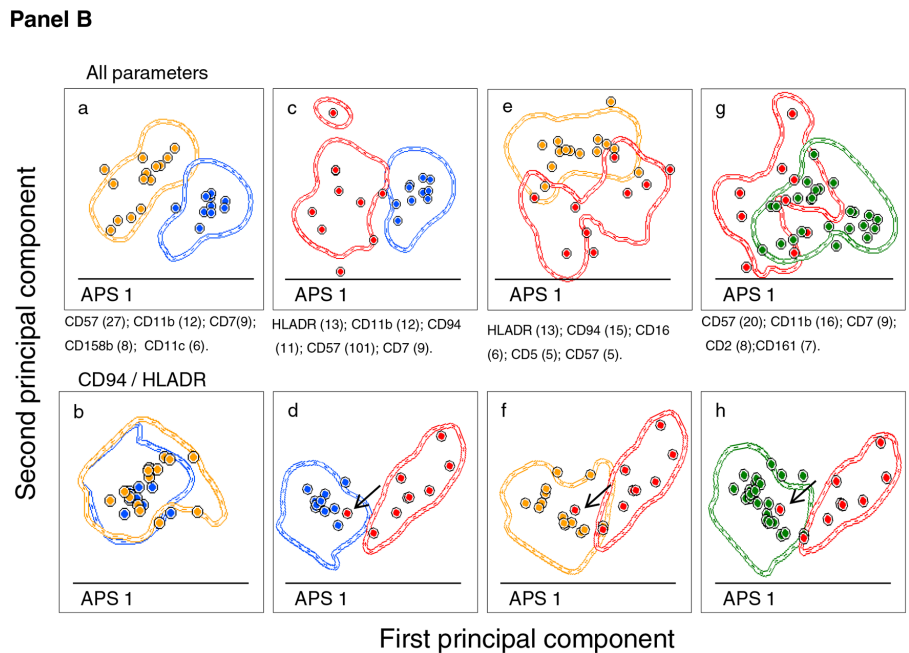 Panel B
All parameters
a
c
e
g
APS 1
APS 1
APS 1
APS 1
CD57 (27); CD11b (12); CD7(9);
CD158b (8); CD11c (6).
HLADR (13); CD11b (12); CD94
(11); CD57 (101); CD7 (9).
HLADR (13); CD94 (15); CD16
(6); CD5 (5); CD57 (5).
CD57 (20); CD11b (16); CD7 (9);
CD2 (8);CD161 (7).
Second principal component
CD94 / HLADR
b
d
f
h
APS 1
APS 1
APS 1
APS 1
First principal component